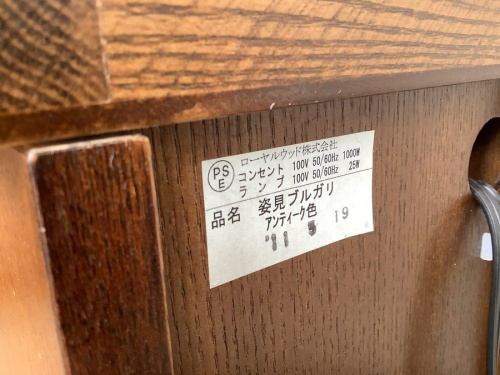 PS E
ローヤルウッド株式会社
コンセント 100V 50/60Hz 1000W
ランプ 100V 50/60Hz 25W
品名 姿見ブルガリ
アンティーク色
'11 5 19